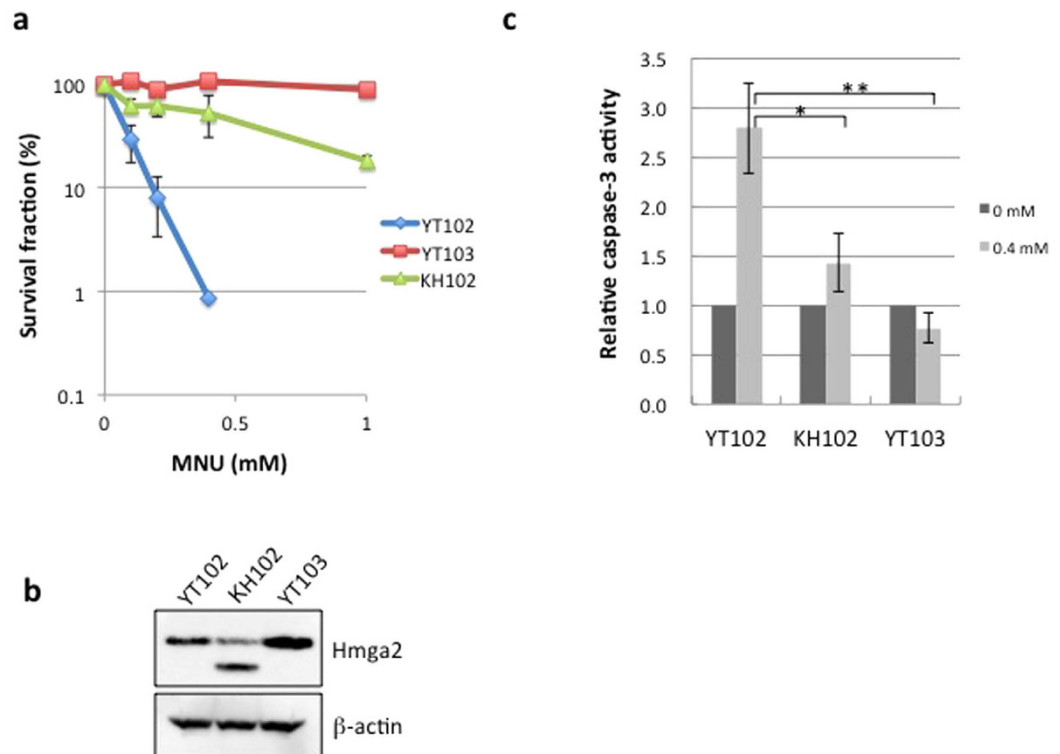 a
100
10
1
0.1
0
0.5
1
Survival fraction (%)
MNU (mM)
YT102
YT103
KH102
c
3.5
3.0
2.5
2.0
1.5
1.0
0.5
0.0
Relative caspase-3 activity
**
*
YT102
KH102
YT103
0 mM
0.4 mM
b
YT102
KH102
YT103
Hmga2
β-actin